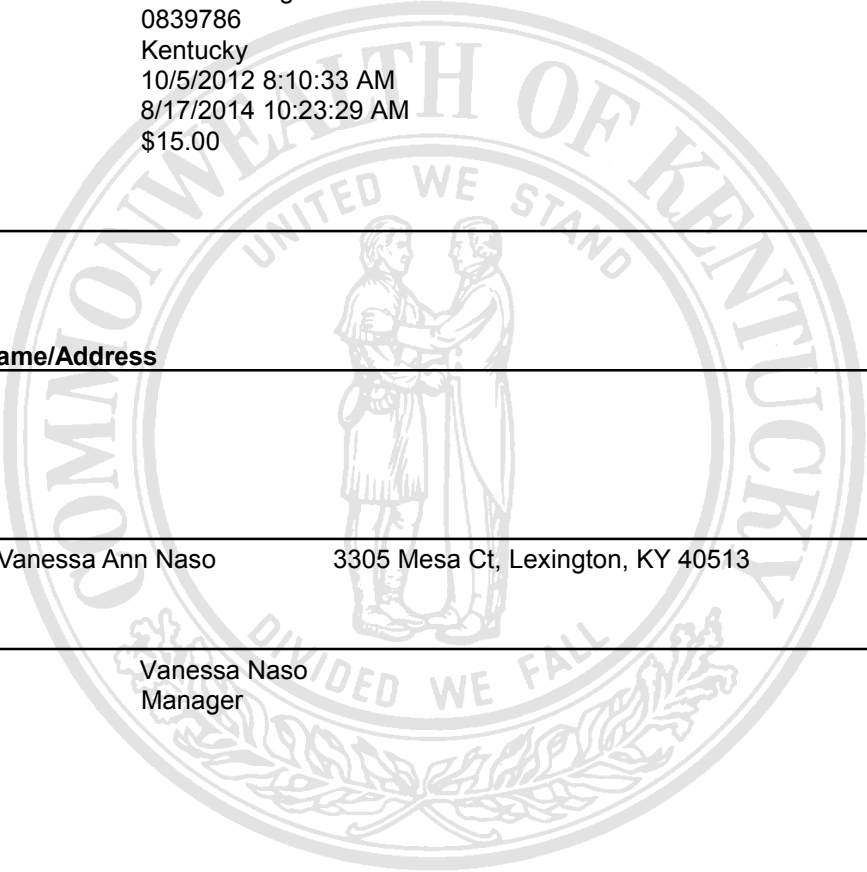 0839786
Kentucky
10/5/2012 8:10:33 AM
8/17/2014 10:23:29 AM
$15.00
COMMONWEALTH OF KENTUCKY
UNITED WE STAND
ame/Address
Vanessa Ann Naso 3305 Mesa Ct, Lexington, KY 40513
DIVIDED WE FALL
Vanessa Naso
Manager